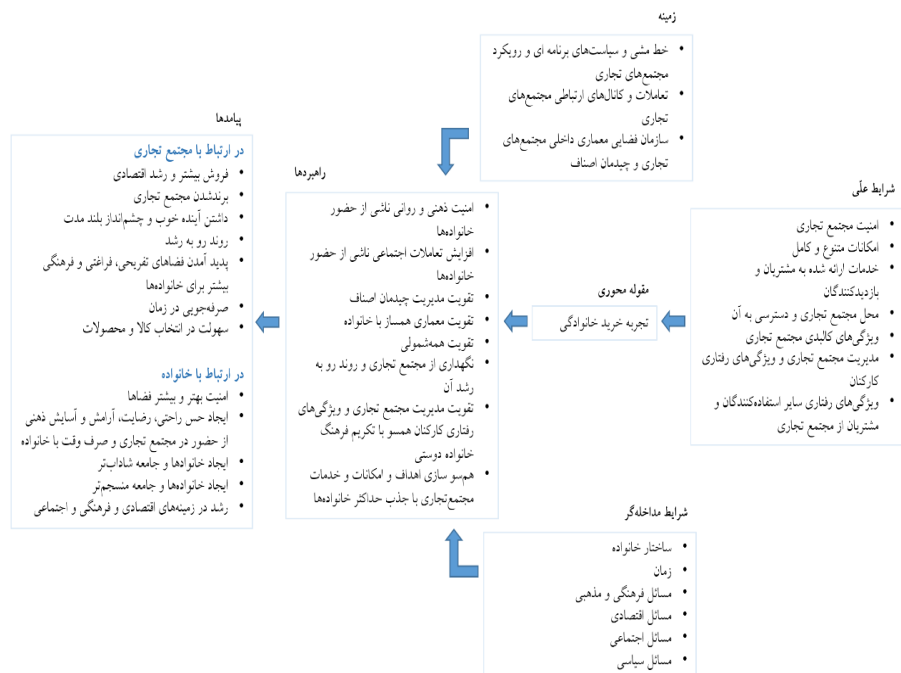 زمینه
• خط مشی و سیاست‌های برنامه ای و رویکرد
مجتمع‌های تجاری
• تعاملات و کانال‌های ارتباطی مجتمع‌های
تجاری
• سازمان فضایی معماری داخلی مجتمع‌های
تجاری و چیدمان اصناف
شرایط علّی
• امنیت مجتمع تجاری
• امکانات متنوع و کامل
• خدمات ارائه شده به مشتریان و
بازدیدکنندگان
• محل مجتمع تجاری و دسترسی به آن
• ویژگی‌های کالبدی مجتمع تجاری
• مدیریت مجتمع تجاری و ویژگی‌های رفتاری
کارکنان
• ویژگی‌های رفتاری سایر استفاده‌کنندگان و
مشتریان از مجتمع تجاری
مقوله محوری
تجربه خرید خانوادگی
راهبردها
• امنیت ذهنی و روانی ناشی از حضور
خانواده‌ها
• افزایش تعاملات اجتماعی ناشی از حضور
خانواده‌ها
• تقویت مدیریت چیدمان اصناف
• تقویت معماری همساز با خانواده
• تقویت همه‌شمولی
• نگهداری از مجتمع تجاری و روند رو به
رشد آن
• تقویت مدیریت مجتمع تجاری و ویژگی‌های
رفتاری کارکنان همسو با تکریم فرهنگ
خانواده دوستی
• هم‌سو سازی اهداف و امکانات و خدمات
مجتمع‌تجاری با جذب حداکثر خانواده‌ها
پیامدها
در ارتباط با مجتمع تجاری
• فروش بیشتر و رشد اقتصادی
• برندشدن مجتمع تجاری
• داشتن آینده خوب و چشم‌انداز بلند مدت
• روند رو به رشد
• پدید آمدن فضاهای تفریحی، فراغتی و فرهنگی
بیشتر برای خانواده‌ها
• صرفه‌جویی در زمان
• سهولت در انتخاب کالا و محصولات
در ارتباط با خانواده
• امنیت بهتر و بیشتر فضاها
• ایجاد حس راحتی، رضایت، آرامش و آسایش ذهنی
از حضور در مجتمع تجاری و صرف وقت با خانواده
• ایجاد خانوادها و جامعه شاداب‌تر
• ایجاد خانواده‌ها و جامعه منسجم‌تر
• رشد در زمینه‌های اقتصادی و فرهنگی و اجتماعی
شرایط مداخله‌گر
• ساختار خانواده
• زمان
• مسائل فرهنگی و مذهبی
• مسائل اقتصادی
• مسائل اجتماعی
• مسائل سیاسی